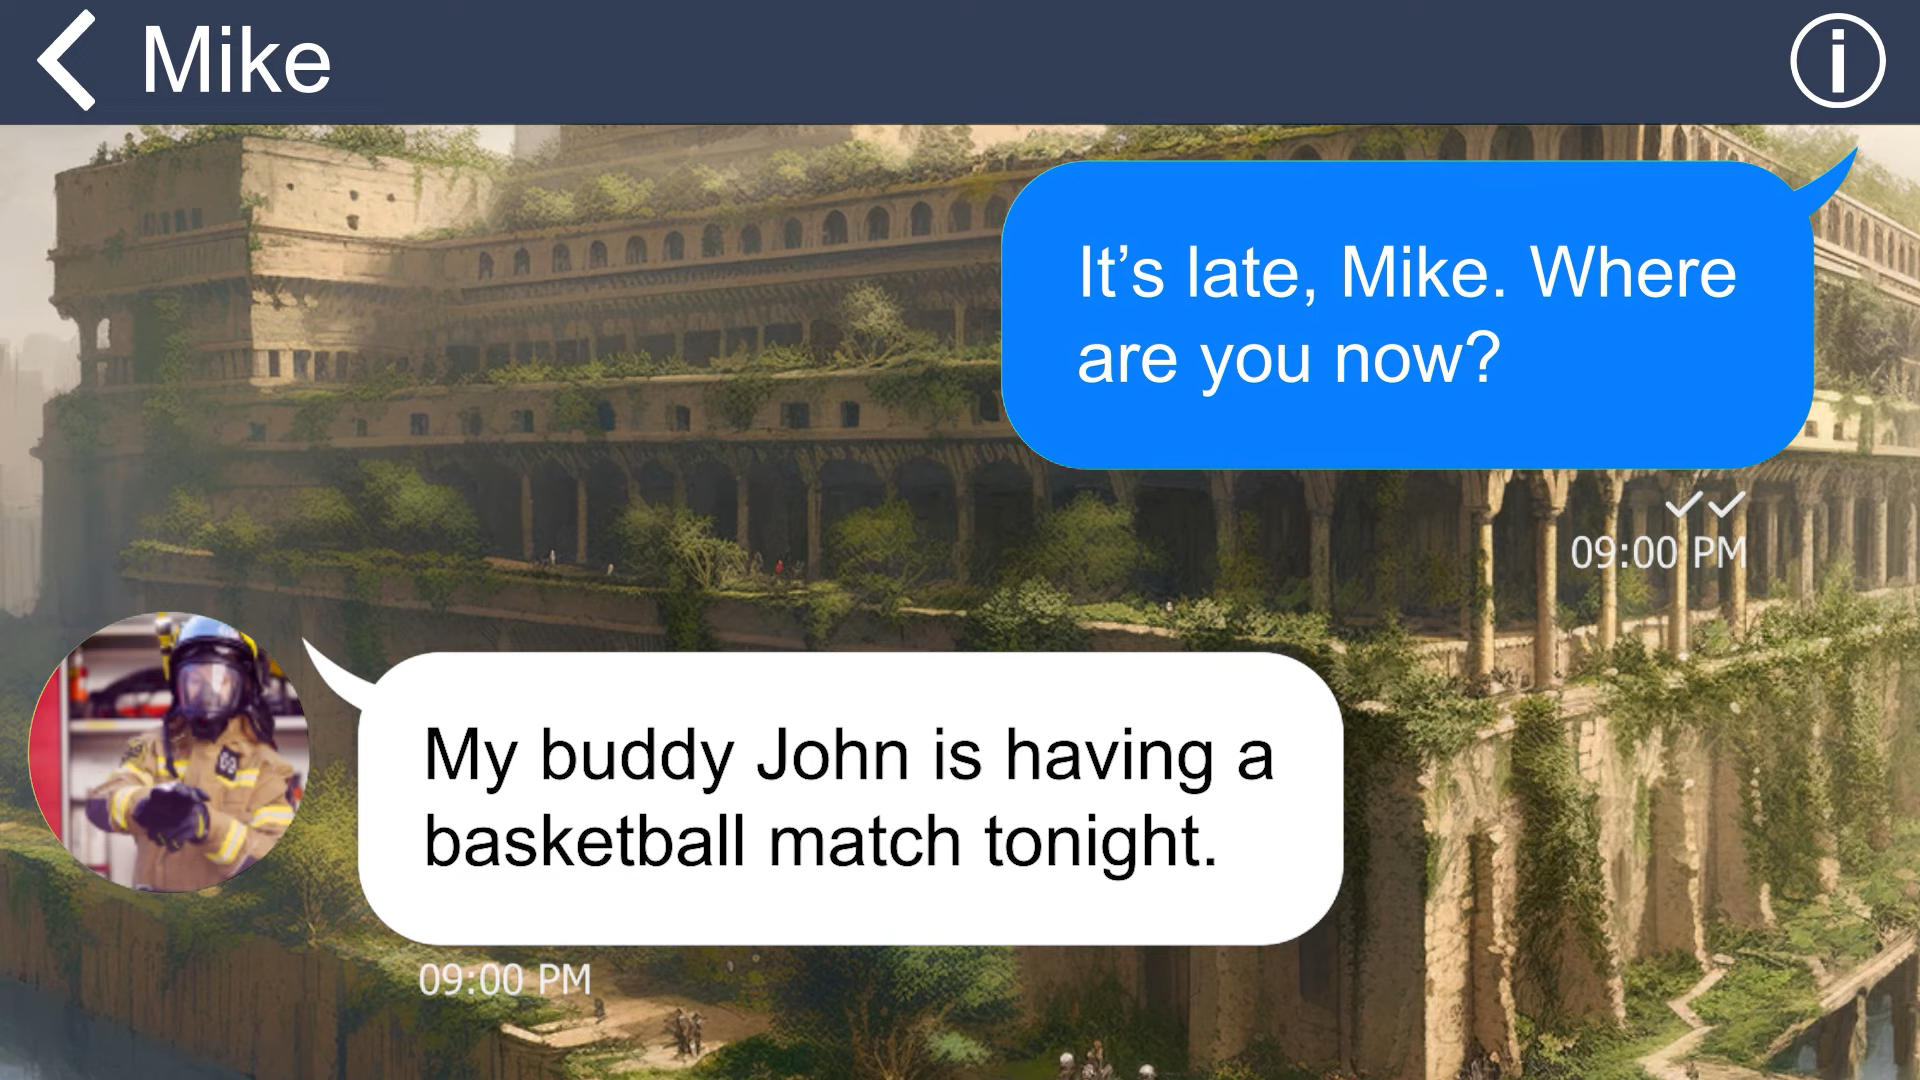 Mike
It’s late, Mike. Where
are you now?
09:00 PM
69
My buddy John is having a
basketball match tonight.
09:00 PM